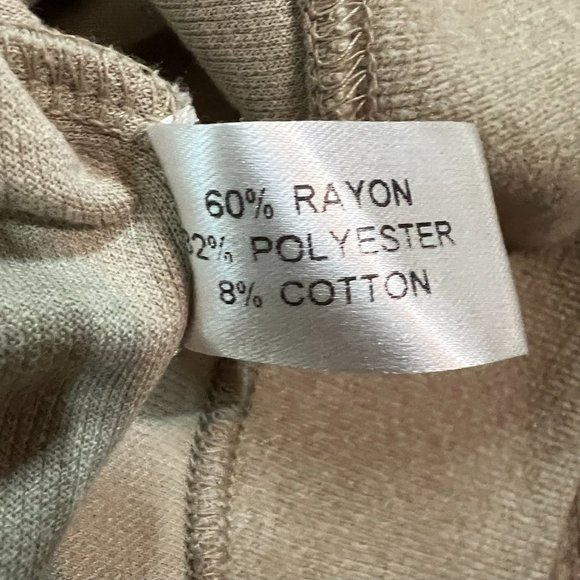 60% RAYON
32% POLYESTER
8% COTTON